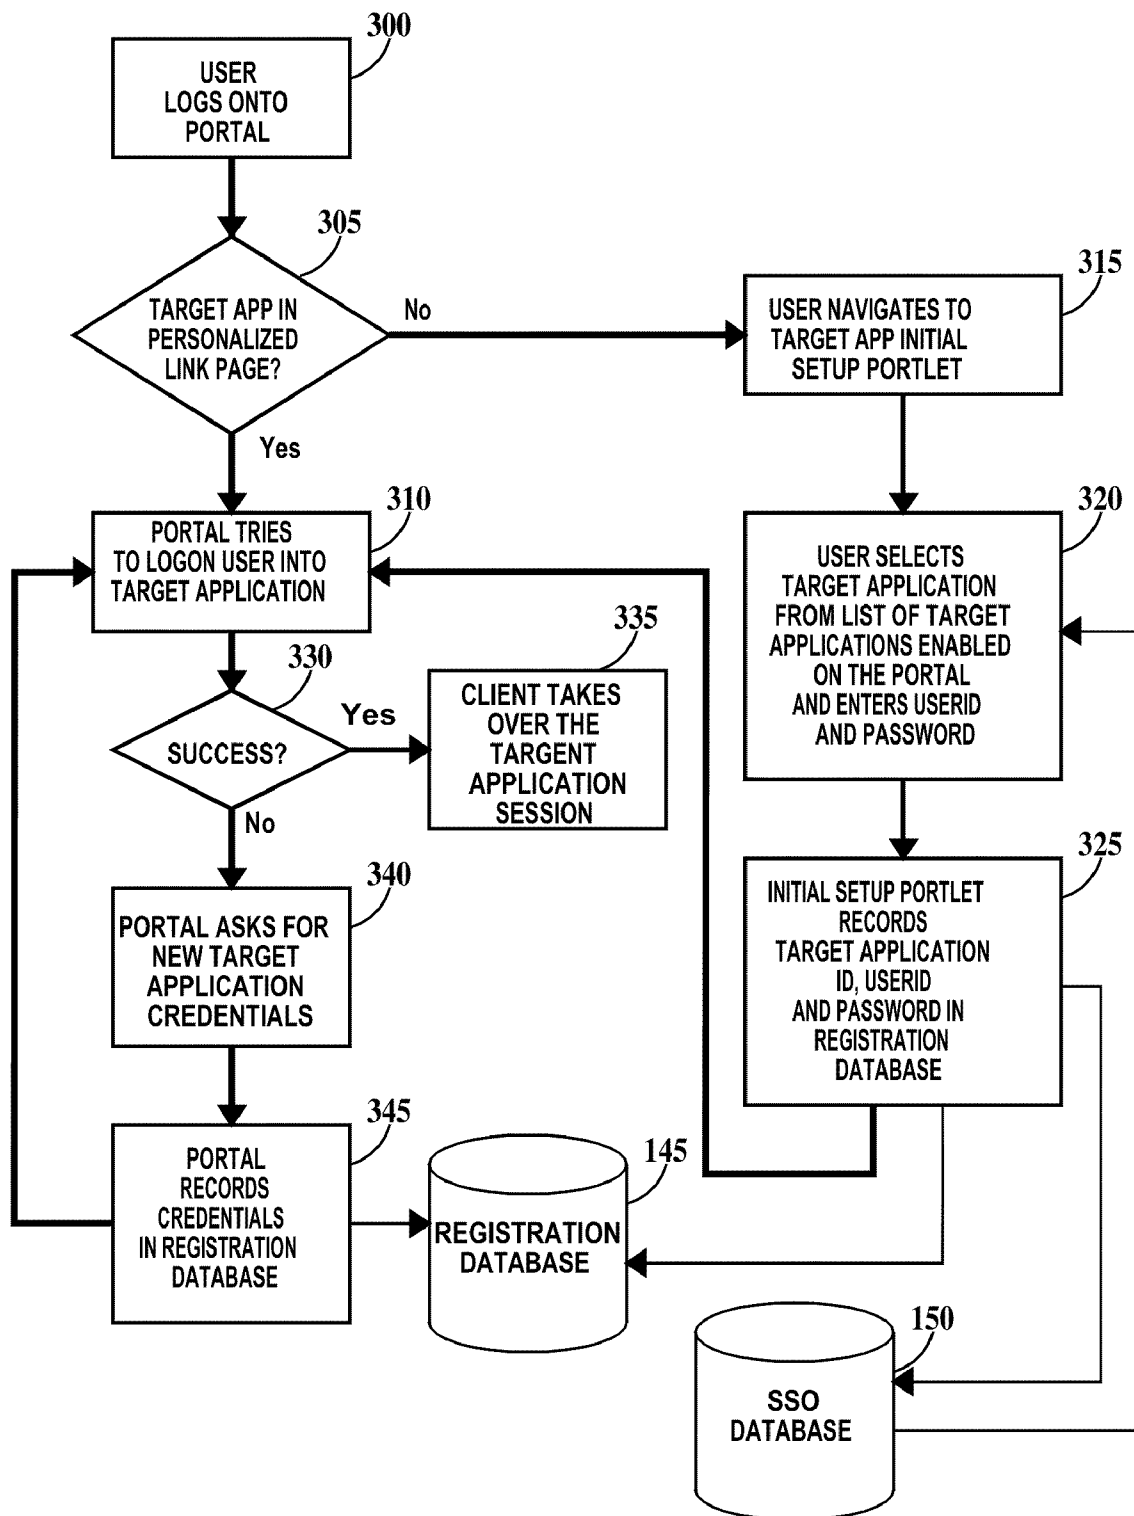 300
USER
LOGS ONTO
PORTAL
305
TARGET APP IN
PERSONALIZED
LINK PAGE?
No
Yes
315
USER NAVIGATES TO
TARGET APP INITIAL
SETUP PORTLET
310
PORTAL TRIES
TO LOGON USER INTO
TARGET APPLICATION
320
USER SELECTS
TARGET APPLICATION
FROM LIST OF TARGET
APPLICATIONS ENABLED
ON THE PORTAL
AND ENTERS USERID
AND PASSWORD
330
SUCCESS?
Yes
No
335
CLIENT TAKES
OVER THE
TARGENT
APPLICATION
SESSION
325
INITIAL SETUP PORTLET
RECORDS
TARGET APPLICATION
ID, USERID
AND PASSWORD IN
REGISTRATION
DATABASE
340
PORTAL ASKS FOR
NEW TARGET
APPLICATION
CREDENTIALS
345
PORTAL
RECORDS
CREDENTIALS
IN REGISTRATION
DATABASE
145
REGISTRATION
DATABASE
150
SSO
DATABASE